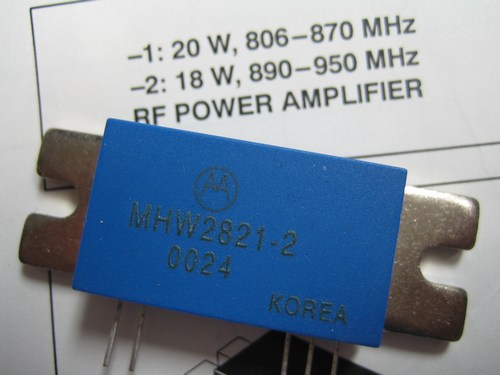 –1: 20 W, 806–870 MHz
–2: 18 W, 890–950 MHz
RF POWER AMPLIFIER
MHW2821-2
0024
KOREA